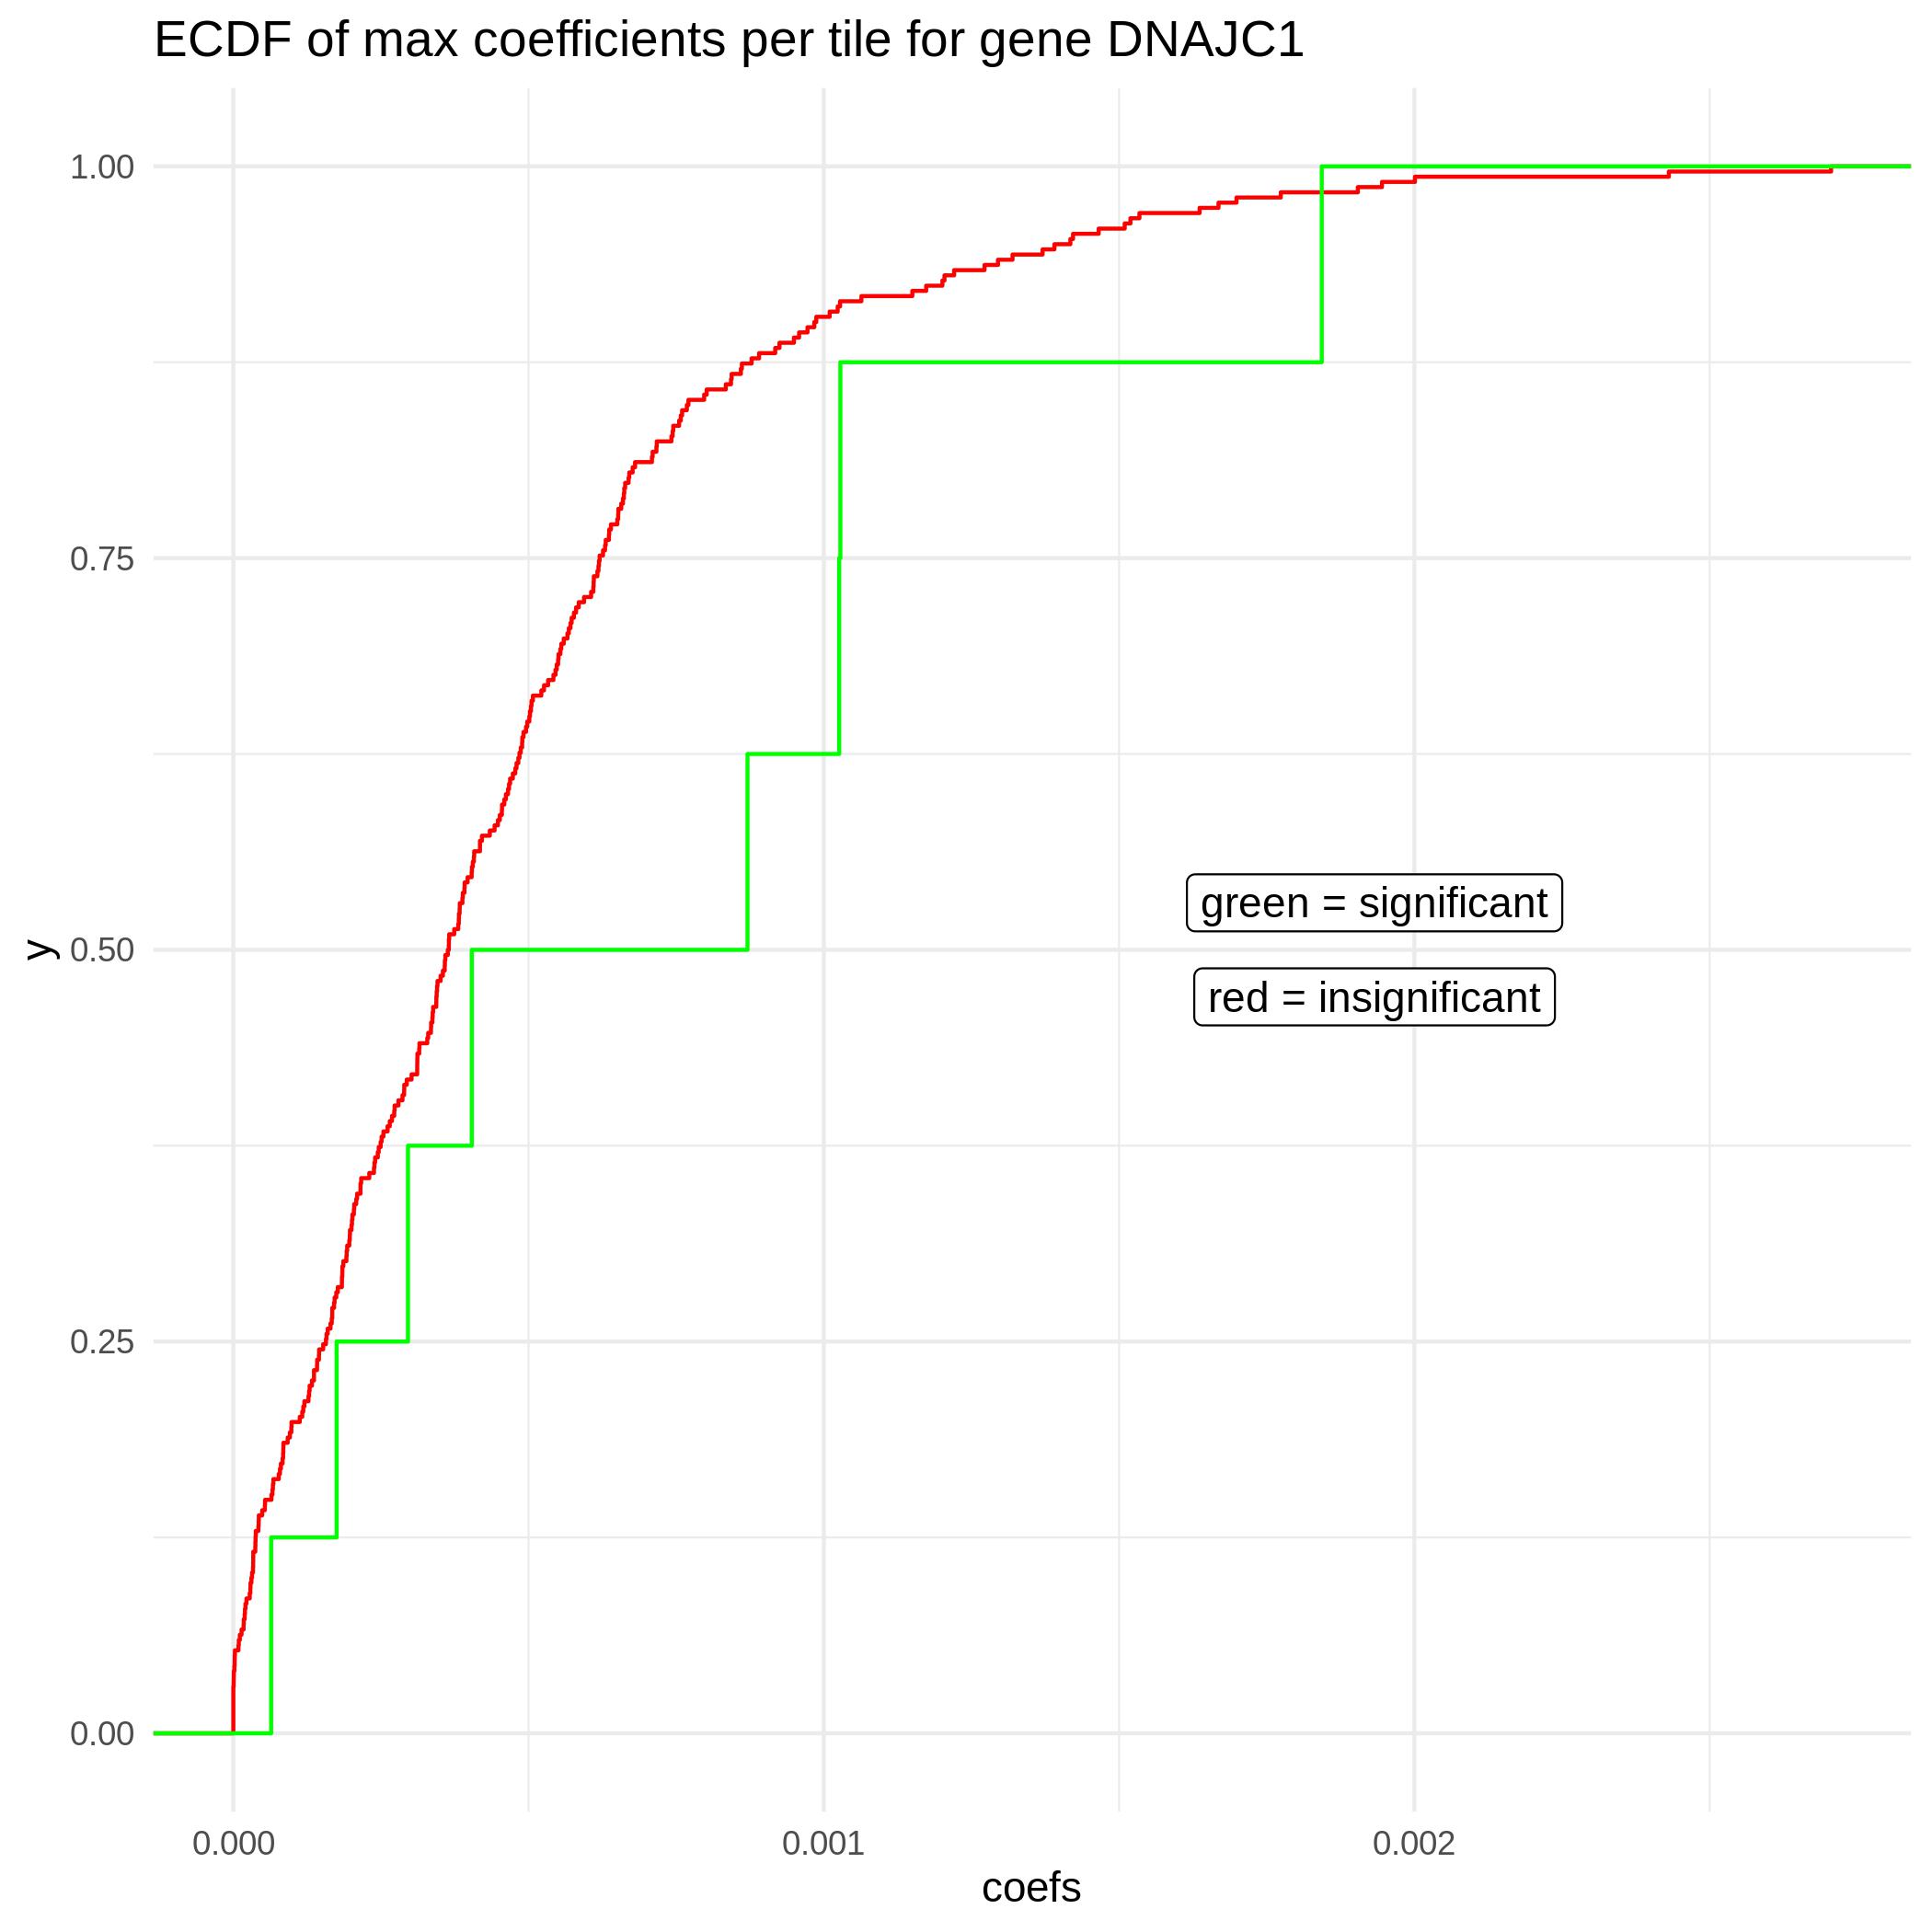 ECDF of max coefficients per tile for gene DNAJC1
1.00
0.75
0.50
0.25
0.00
y
green = significant
red = insignificant
0.000
0.001
0.002
coefs